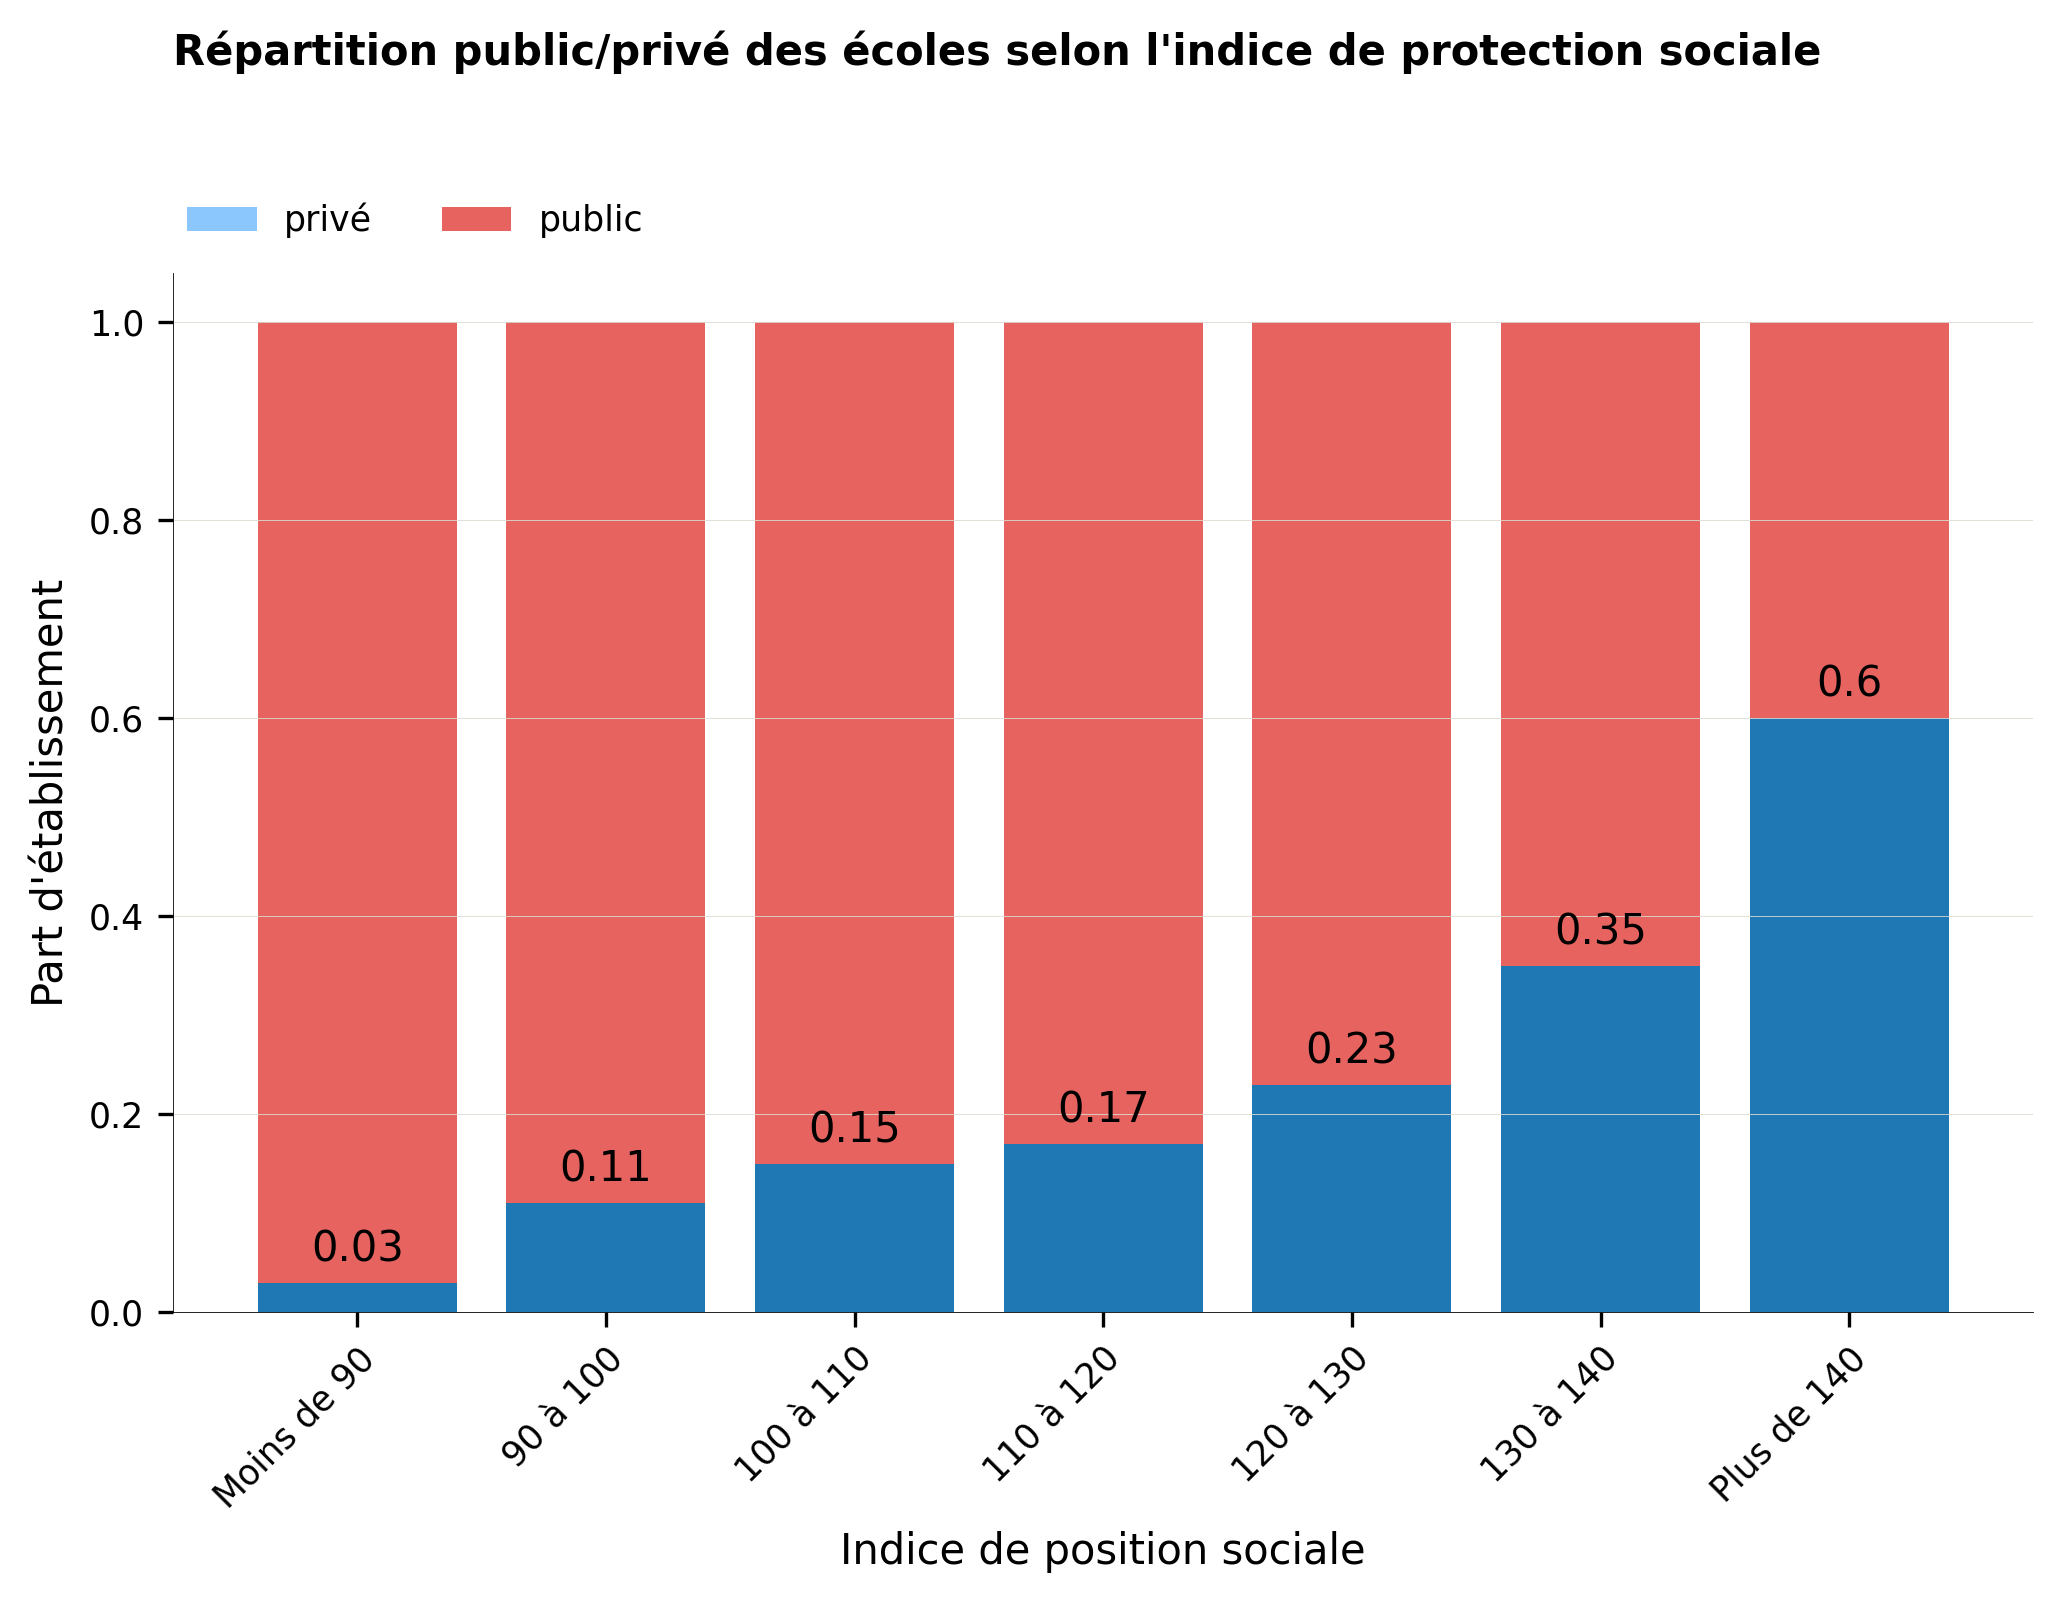 Répartition public/privé des écoles selon l'indice de protection sociale
privé public
Part d'établissement
1.0
0.8
0.6
0.4
0.2
0.0
0.03
0.11
0.15
0.17
0.23
0.35
0.6
Moins de 90
90 à 100
100 à 110
110 à 120
120 à 130
130 à 140
Plus de 140
Indice de position sociale